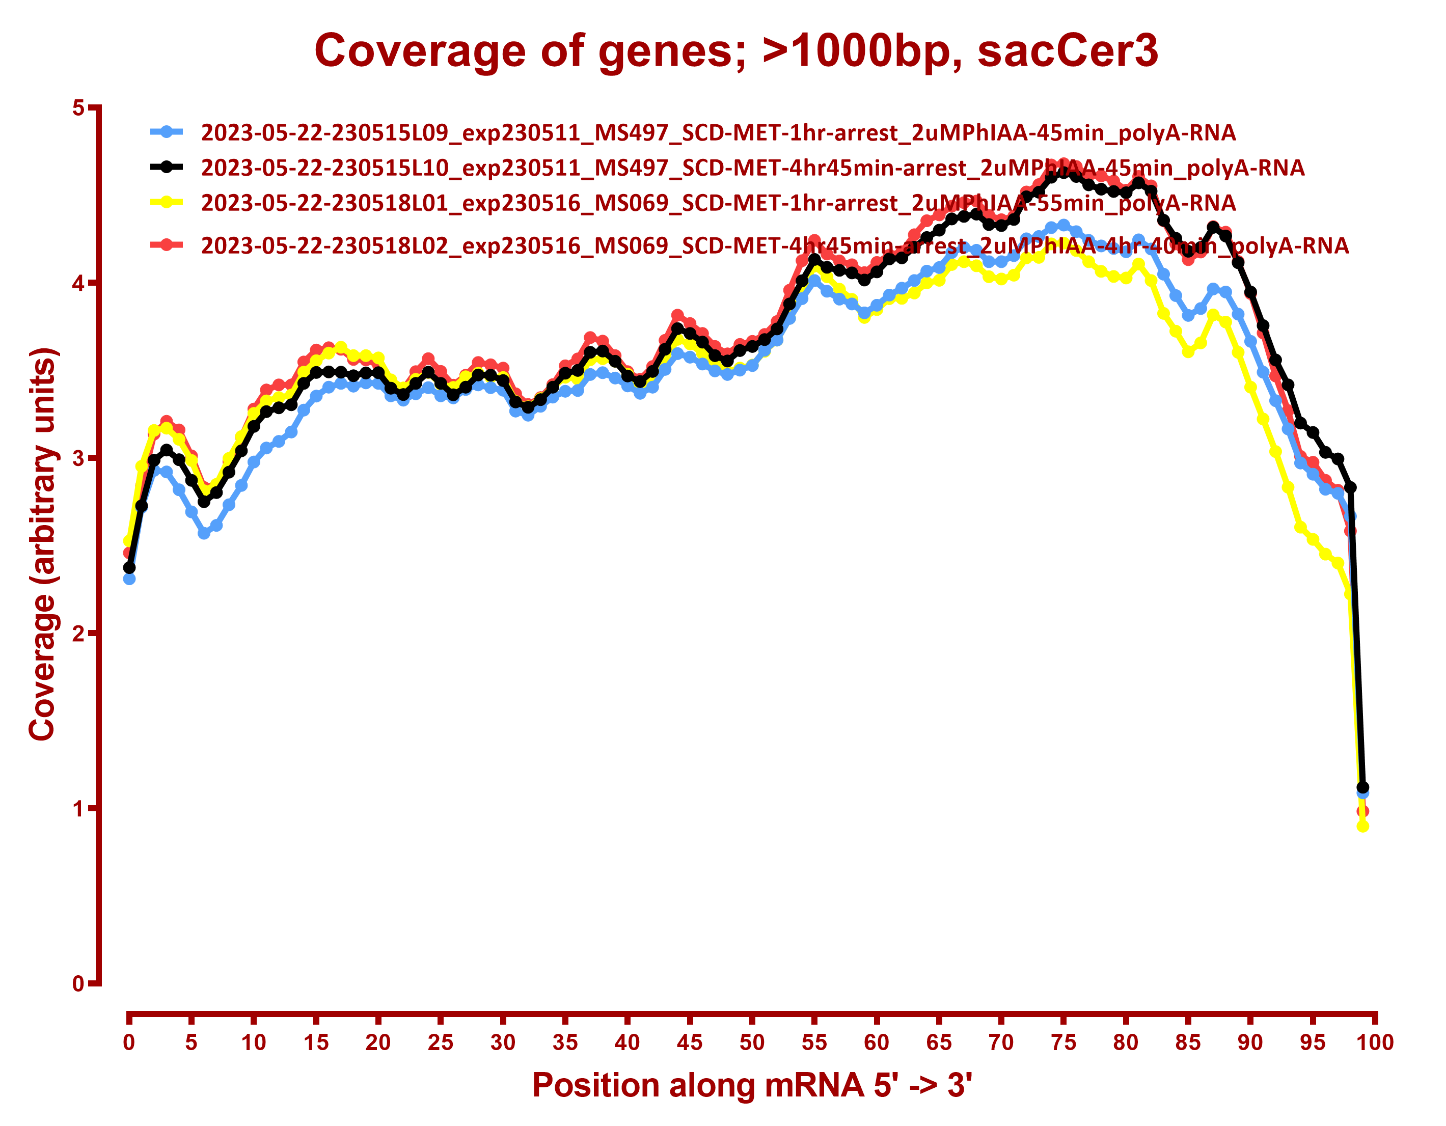 Coverage of genes; >1000bp, sacCer3
5
2023-05-22-230515L09_exp230511_MS497_SCD-MET-1hr-arrest_2uMPhIAA-45min_polyA-RNA
2023-05-22-230515L10_exp230511_MS497_SCD-MET-4hr45min-arrest_2uMPhIAA-45min_polyA-RNA
2023-05-22-230518L01_exp230516_MS069_SCD-MET-1hr-arrest_2uMPhIAA-55min_polyA-RNA
2023-05-22-230518L02_exp230516_MS069_SCD-MET-4hr45min-arrest_2uMPhIAA-4hr-40min_polyA-RNA
4
3
2
1
0
Coverage (arbitrary units)
0 5 10 15 20 25 30 35 40 45 50 55 60 65 70 75 80 85 90 95 100
Position along mRNA 5' -> 3'